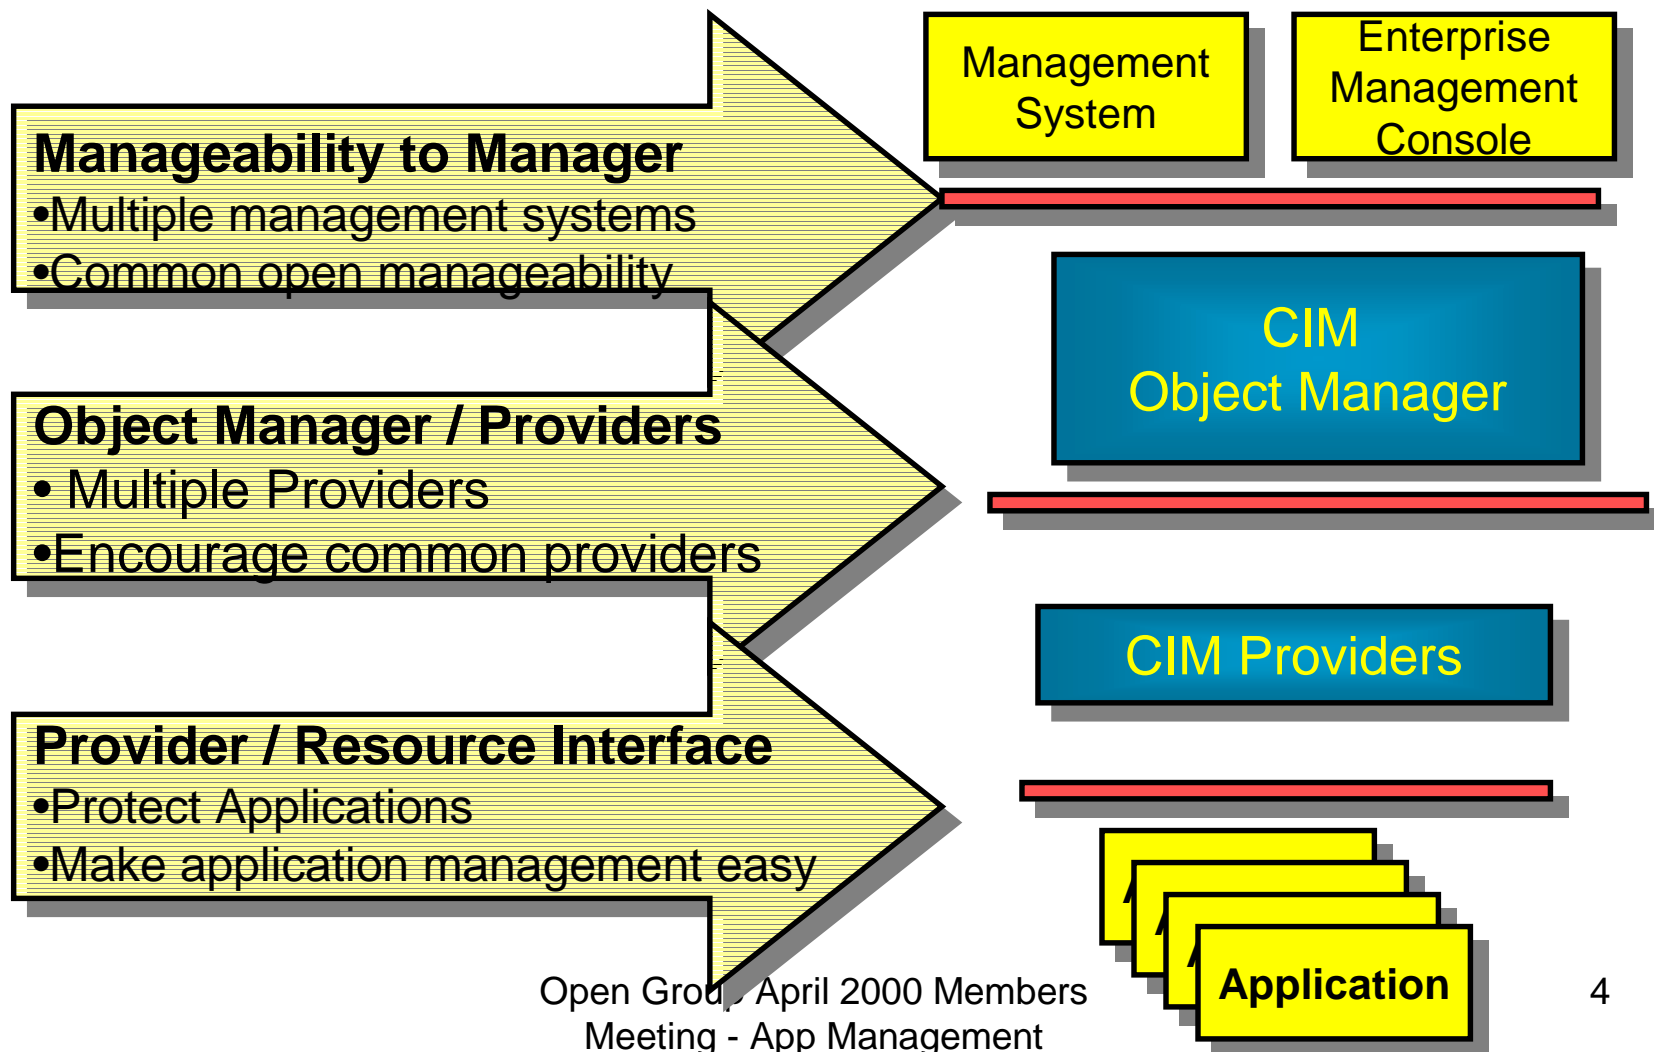 Manageability to Manager
•Multiple management systems
•Common open manageability
Object Manager / Providers
• Multiple Providers
•Encourage common providers
Provider / Resource Interface
•Protect Applications
•Make application management easy
Management
System
Enterprise
Management
Console
CIM
Object Manager
CIM Providers
A
A
A
Application
Open Group April 2000 Members
Meeting - App Management
4